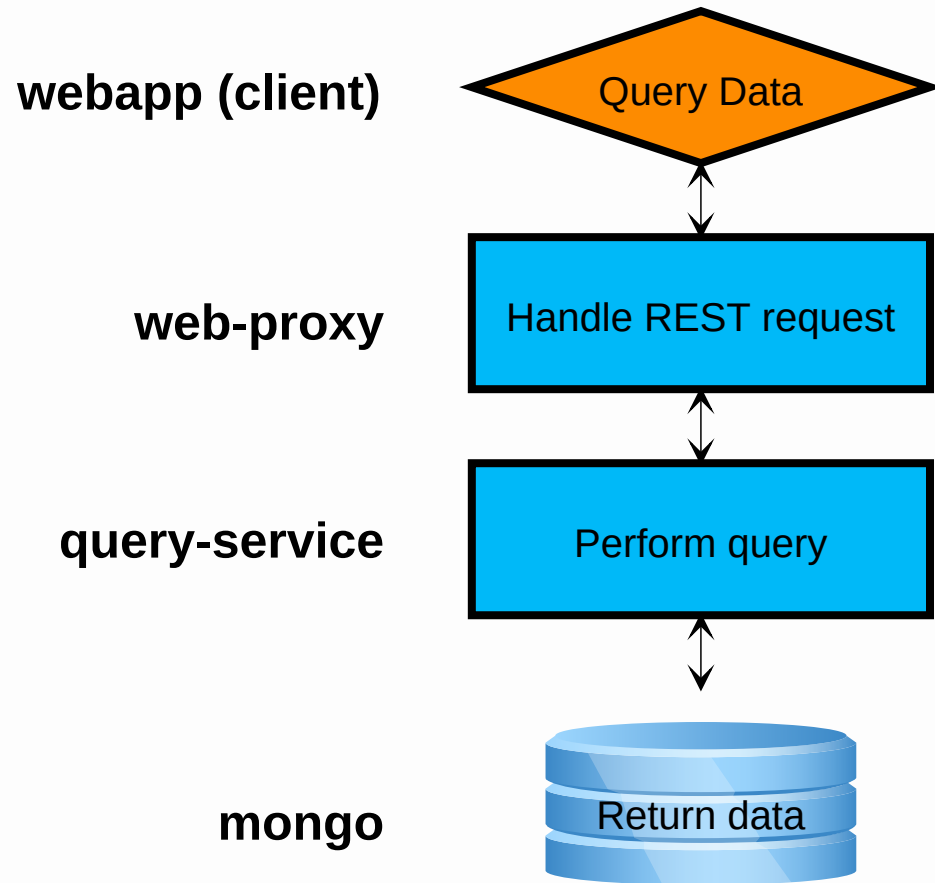 webapp (client)
Query Data
web-proxy
Handle REST request
query-service
Perform query
mongo
Return data